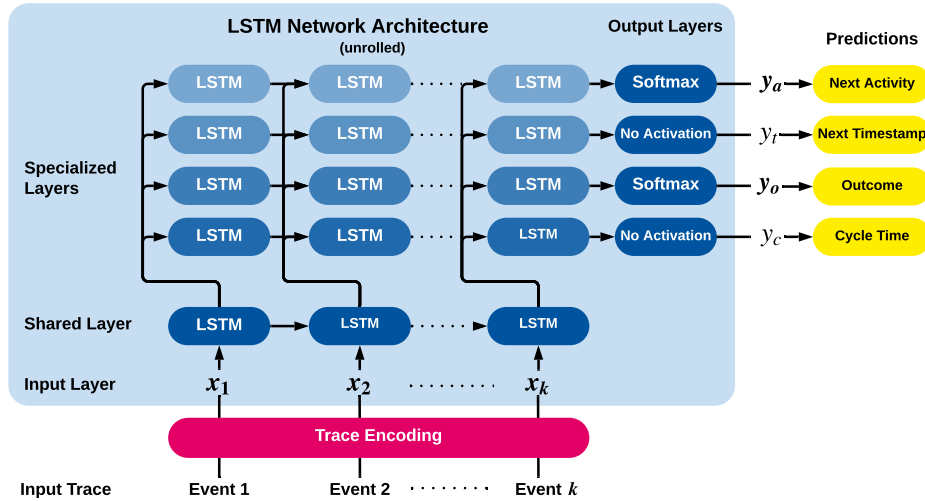 LSTM Network Architecture
(unrolled)
Output Layers
Predictions
LSTM LSTM LSTM Softmax yₐ Next Activity
LSTM LSTM LSTM No Activation yₜ Next Timestamp
Specialized
Layers
LSTM LSTM LSTM Softmax yₒ Outcome
LSTM LSTM LSTM No Activation y_c Cycle Time
Shared Layer LSTM LSTM LSTM
Input Layer x₁ x₂ xₖ
Trace Encoding
Input Trace Event 1 Event 2 Event k